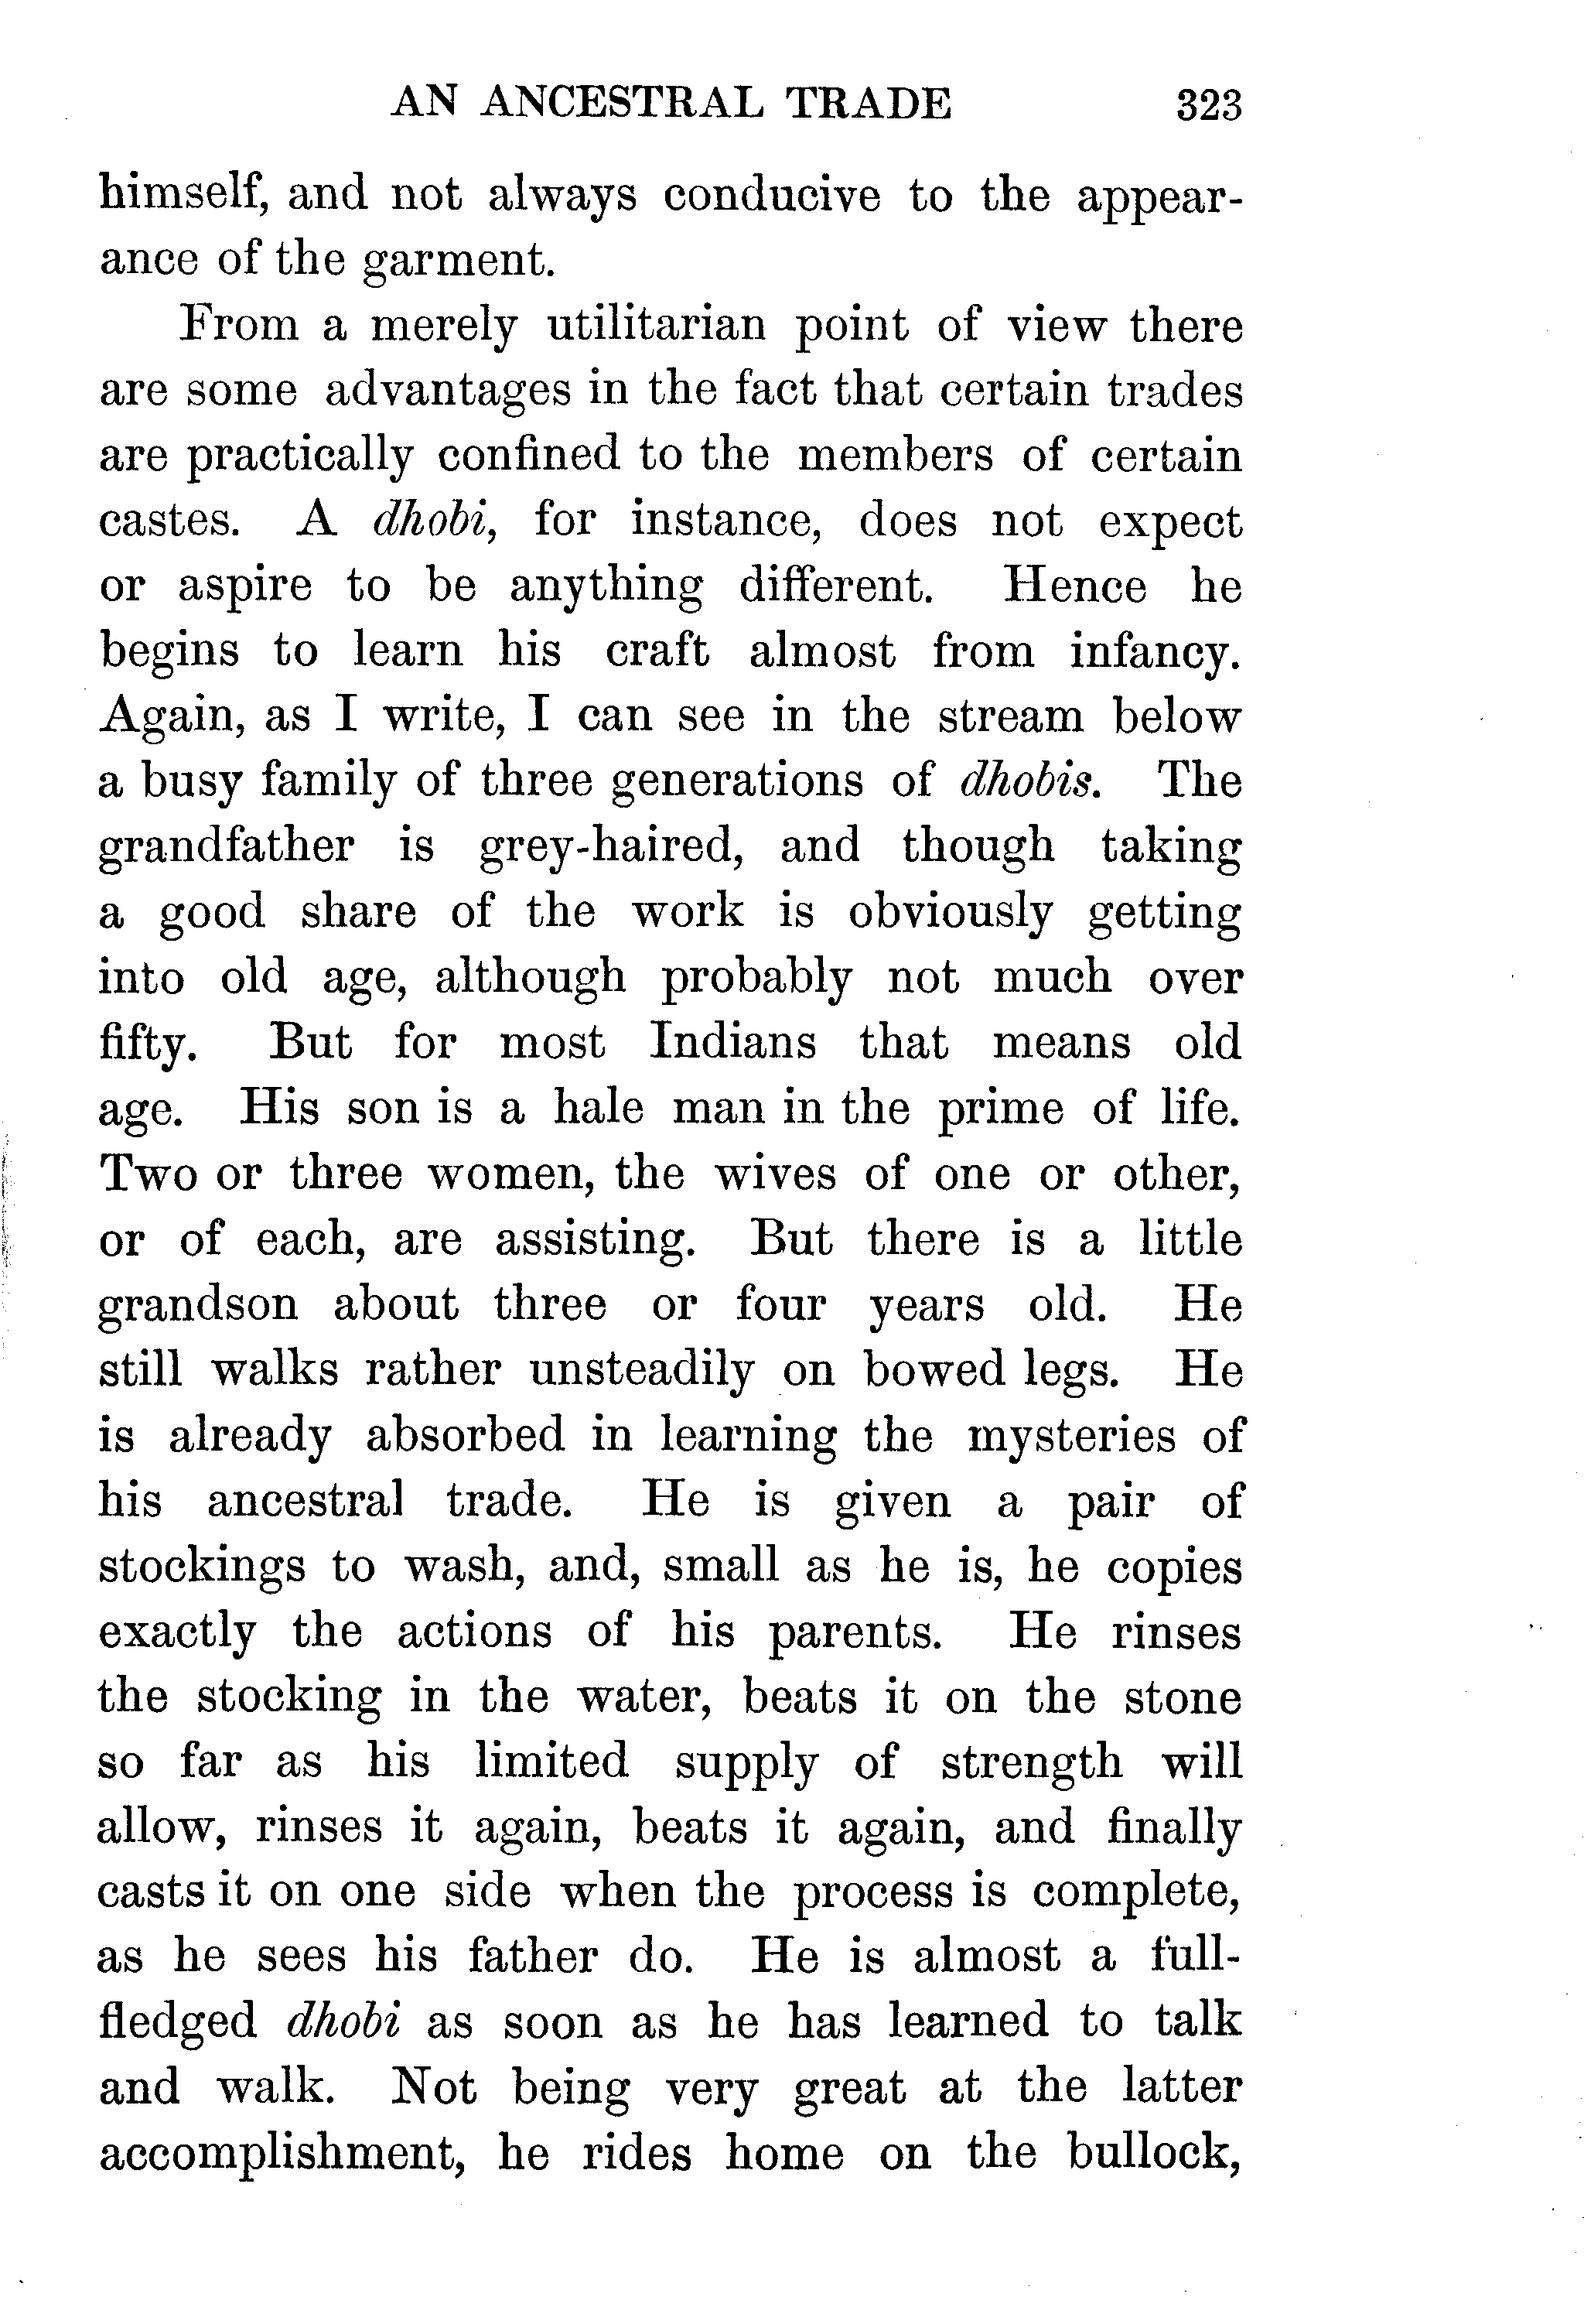 AN ANCESTRAL TRADE 323
himself, and not always conducive to the appear-
ance of the garment.
From a merely utilitarian point of view there
are some advantages in the fact that certain trades
are practically confined to the members of certain
castes. A dhobi, for instance, does not expect
or aspire to be anything different. Hence he
begins to learn his craft almost from infancy.
Again, as I write, I can see in the stream below
a busy family of three generations of dhobis. The
grandfather is grey-haired, and though taking
a good share of the work is obviously getting
into old age, although probably not much over
fifty. But for most Indians that means old
age. His son is a hale man in the prime of life.
Two or three women, the wives of one or other,
or of each, are assisting. But there is a little
grandson about three or four years old. He
still walks rather unsteadily on bowed legs. He
is already absorbed in learning the mysteries of
his ancestral trade. He is given a pair of
stockings to wash, and, small as he is, he copies
exactly the actions of his parents. He rinses
the stocking in the water, beats it on the stone
so far as his limited supply of strength will
allow, rinses it again, beats it again, and finally
casts it on one side when the process is complete,
as he sees his father do. He is almost a full-
fledged dhobi as soon as he has learned to talk
and walk. Not being very great at the latter
accomplishment, he rides home on the bullock,